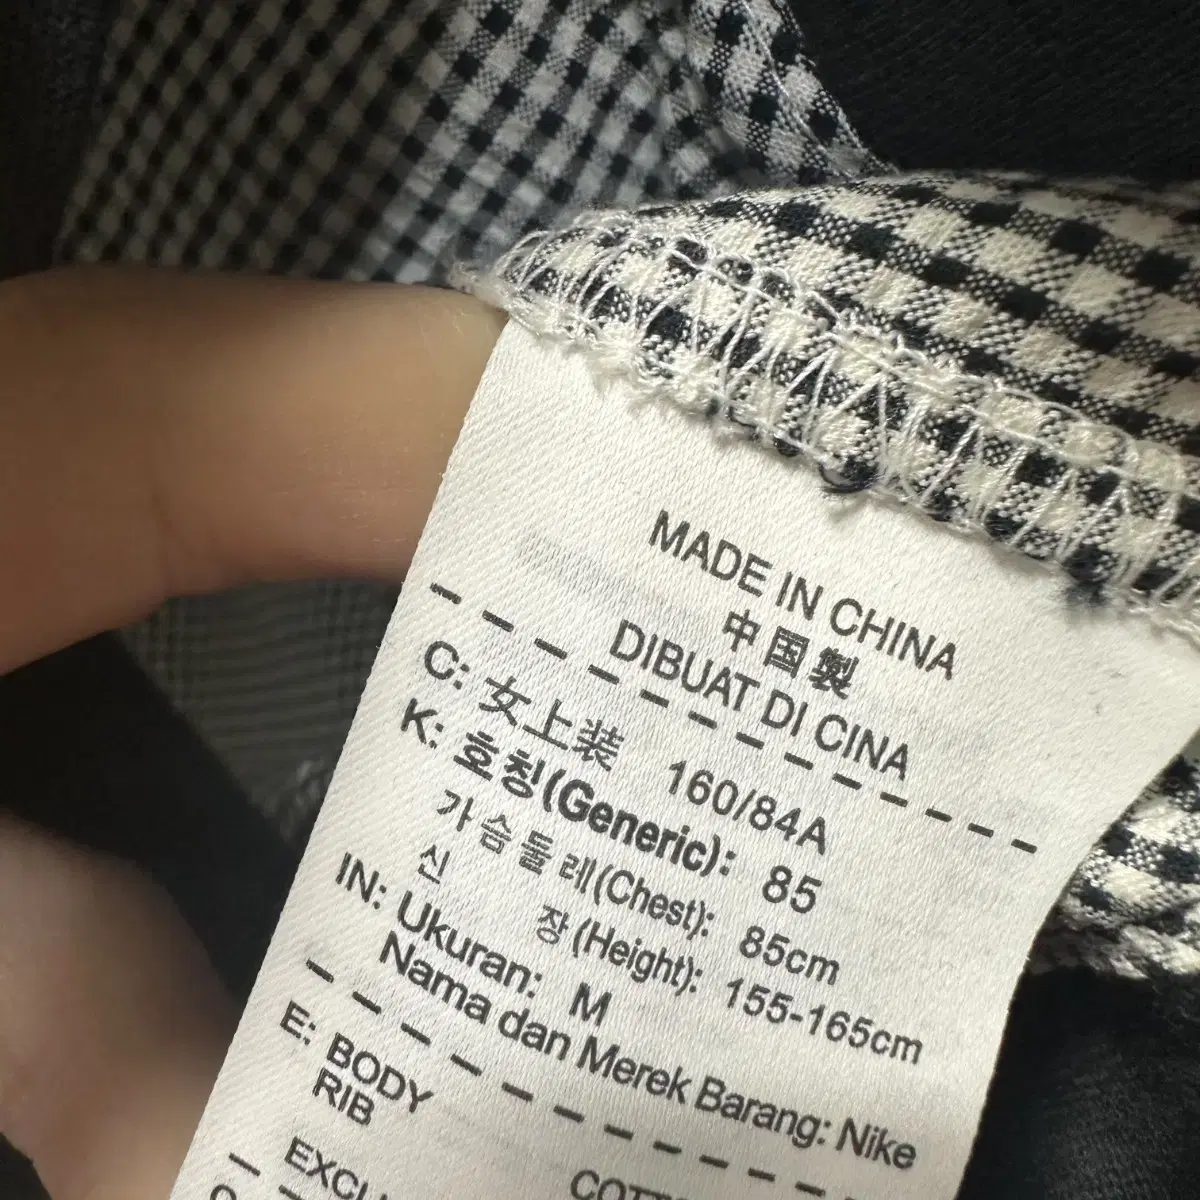 MADE IN CHINA
中国製
DIBUAT DI CINA
C: 女上装 160/84A
K: 호칭(Generic): 85
가슴둘레(Chest): 85cm
신 장(Height): 155-165cm
IN: Ukuran: M
Nama dan Merek Barang: Nike
E: BODY
RIB